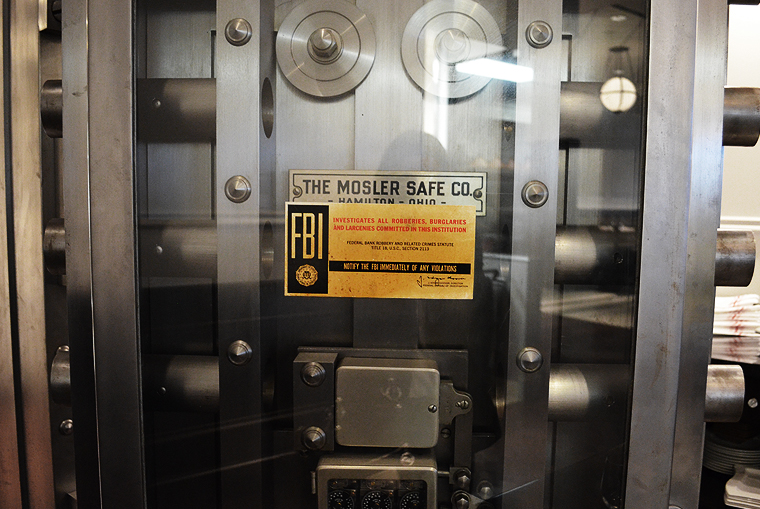 THE MOSLER SAFE CO.
- HAMILTON - OHIO -
FBI
INVESTIGATES ALL ROBBERIES, BURGLARIES
AND LARCENIES COMMITTED IN THIS INSTITUTION
FEDERAL BANK ROBBERY AND RELATED CRIMES STATUTE
TITLE 18, U.S.C., SECTION 2113
NOTIFY THE FBI IMMEDIATELY OF ANY VIOLATIONS